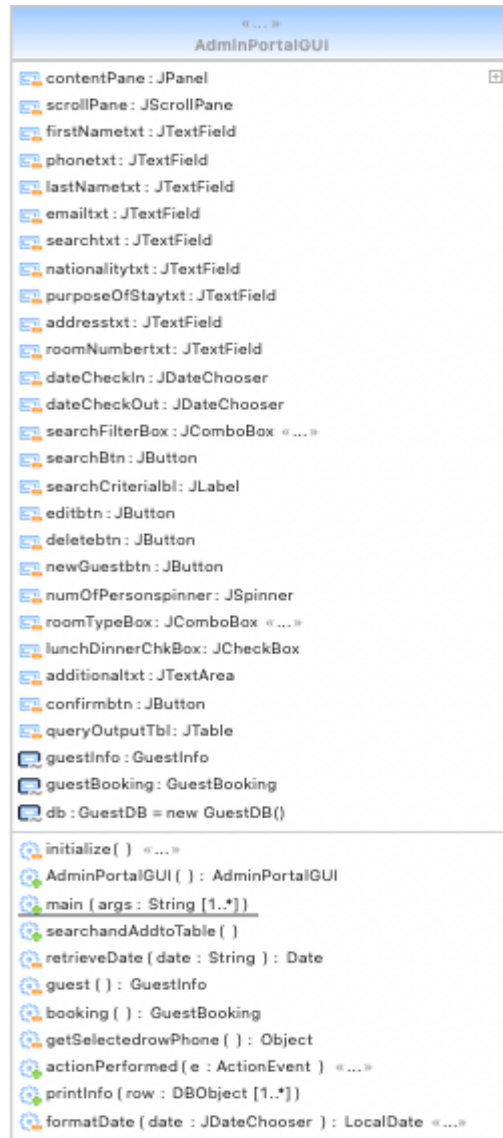 «... »
AdminPortalGUI
contentPane : JPanel
scrollPane : JScrollPane
firstNametxt : JTextField
phonetxt : JTextField
lastNametxt : JTextField
emailtxt : JTextField
searchtxt : JTextField
nationalitytxt : JTextField
purposeOfStaytxt : JTextField
addresstxt : JTextField
roomNumbertxt : JTextField
dateCheckIn : JDateChooser
dateCheckOut : JDateChooser
searchFilterBox : JComboBox «...»
searchBtn : JButton
searchCriterialbl : JLabel
editbtn : JButton
deletebtn : JButton
newGuestbtn : JButton
numOfPersonspinner : JSpinner
roomTypeBox : JComboBox «...»
lunchDinnerChkBox : JCheckBox
additionaltxt : JTextArea
confirmbtn : JButton
queryOutputTbl : JTable
guestInfo : GuestInfo
guestBooking : GuestBooking
db : GuestDB = new GuestDB()
initialize ( ) «...»
AdminPortalGUI ( ) : AdminPortalGUI
main ( args : String [1..*] )
searchandAddtoTable ( )
retrieveDate ( date : String ) : Date
guest ( ) : GuestInfo
booking ( ) : GuestBooking
getSelectedrowPhone ( ) : Object
actionPerformed ( e : ActionEvent ) «...»
printInfo ( row : DBObject [1..*] )
formatDate ( date : JDateChooser ) : LocalDate «...»